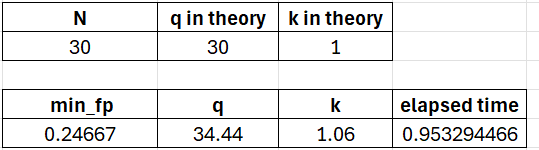 N q in theory k in theory
30 30 1
min_fp q k elapsed time
0.24667 34.44 1.06 0.953294466